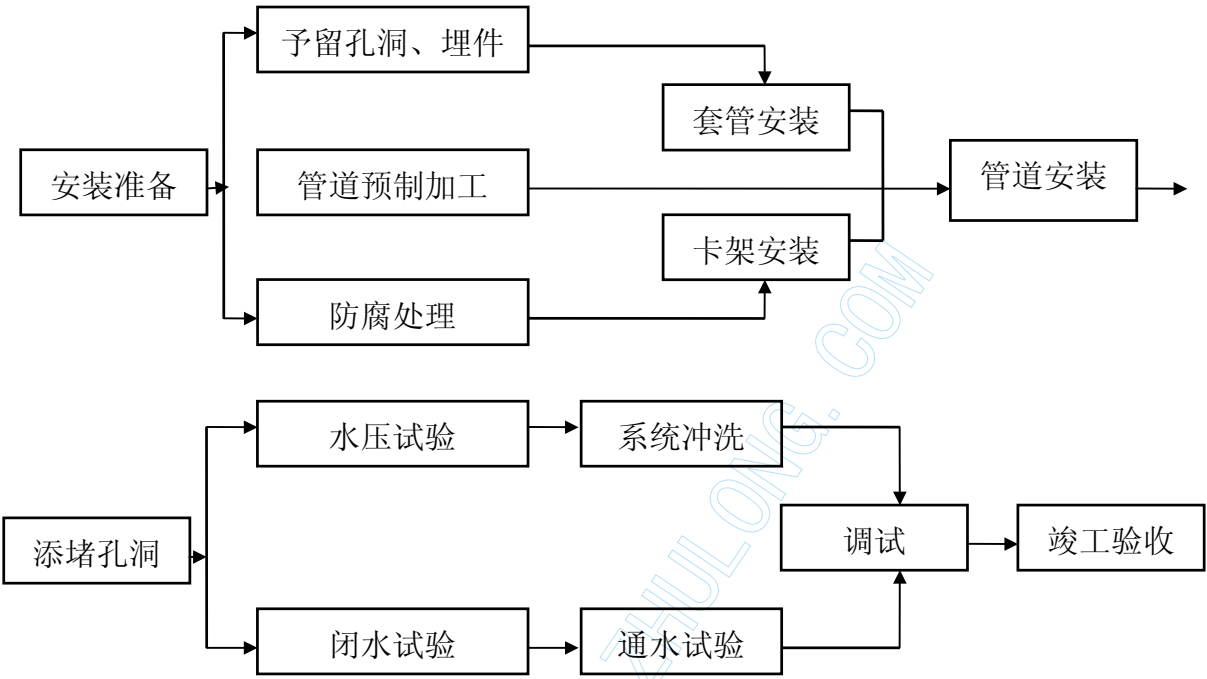 予留孔洞、埋件
套管安装
安装准备
管道预制加工
管道安装
卡架安装
防腐处理
水压试验
系统冲洗
添堵孔洞
调试
竣工验收
闭水试验
通水试验
ZHULONG.COM